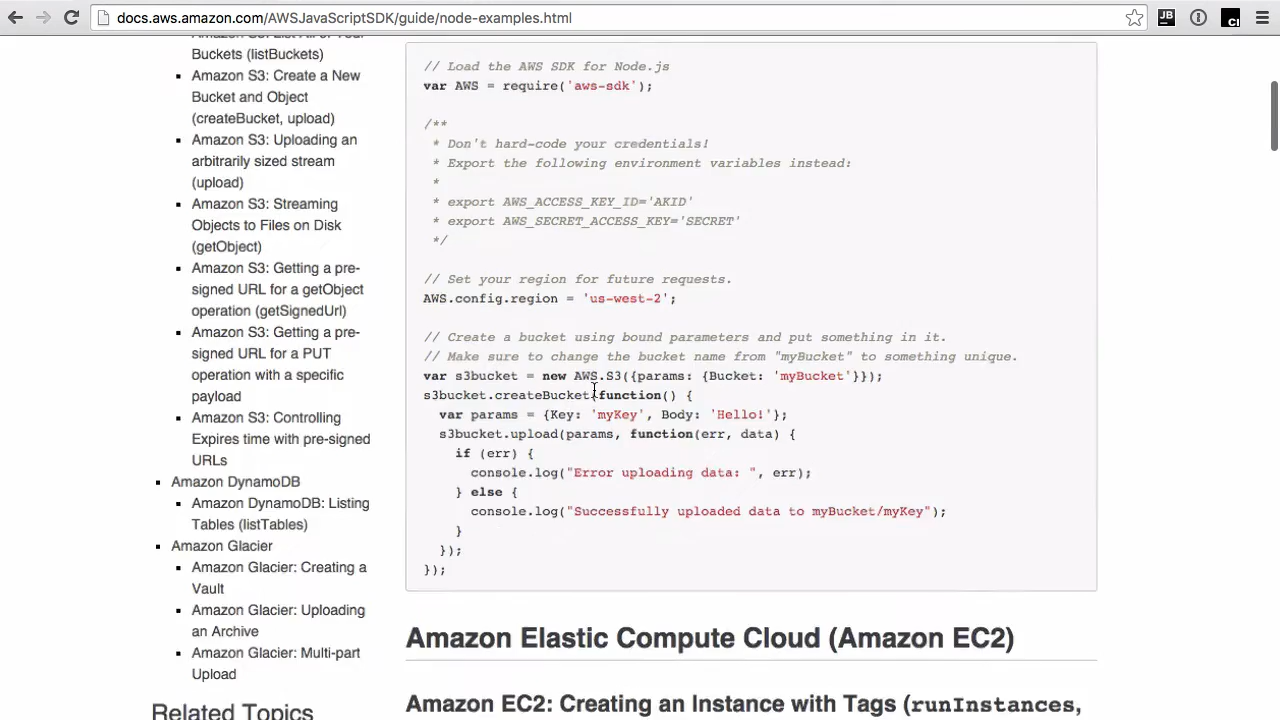 docs.aws.amazon.com/AWSJavaScriptSDK/guide/node-examples.html
JB
CI
Amazon S3: List All of Your
Buckets (listBuckets)
Amazon S3: Create a New
Bucket and Object
(createBucket, upload)
Amazon S3: Uploading an
arbitrarily sized stream
(upload)
Amazon S3: Streaming
Objects to Files on Disk
(getObject)
Amazon S3: Getting a pre-
signed URL for a getObject
operation (getSignedUrl)
Amazon S3: Getting a pre-
signed URL for a PUT
operation with a specific
payload
Amazon S3: Controlling
Expires time with pre-signed
URLs
Amazon DynamoDB
Amazon DynamoDB: Listing
Tables (listTables)
Amazon Glacier
Amazon Glacier: Creating a
Vault
Amazon Glacier: Uploading
an Archive
Amazon Glacier: Multi-part
Upload
Related Topics
// Load the AWS SDK for Node.js
var AWS = require('aws-sdk');
/**
* Don't hard-code your credentials!
* Export the following environment variables instead:
*
* export AWS_ACCESS_KEY_ID='AKID'
* export AWS_SECRET_ACCESS_KEY='SECRET'
*/
// Set your region for future requests.
AWS.config.region = 'us-west-2';
// Create a bucket using bound parameters and put something in it.
// Make sure to change the bucket name from "myBucket" to something unique.
var s3bucket = new AWS.S3({params: {Bucket: 'myBucket'}});
s3bucket.createBucket(function() {
var params = {Key: 'myKey', Body: 'Hello!'};
s3bucket.upload(params, function(err, data) {
if (err) {
console.log("Error uploading data: ", err);
} else {
console.log("Successfully uploaded data to myBucket/myKey");
}
});
});
Amazon Elastic Compute Cloud (Amazon EC2)
Amazon EC2: Creating an Instance with Tags (runInstances,